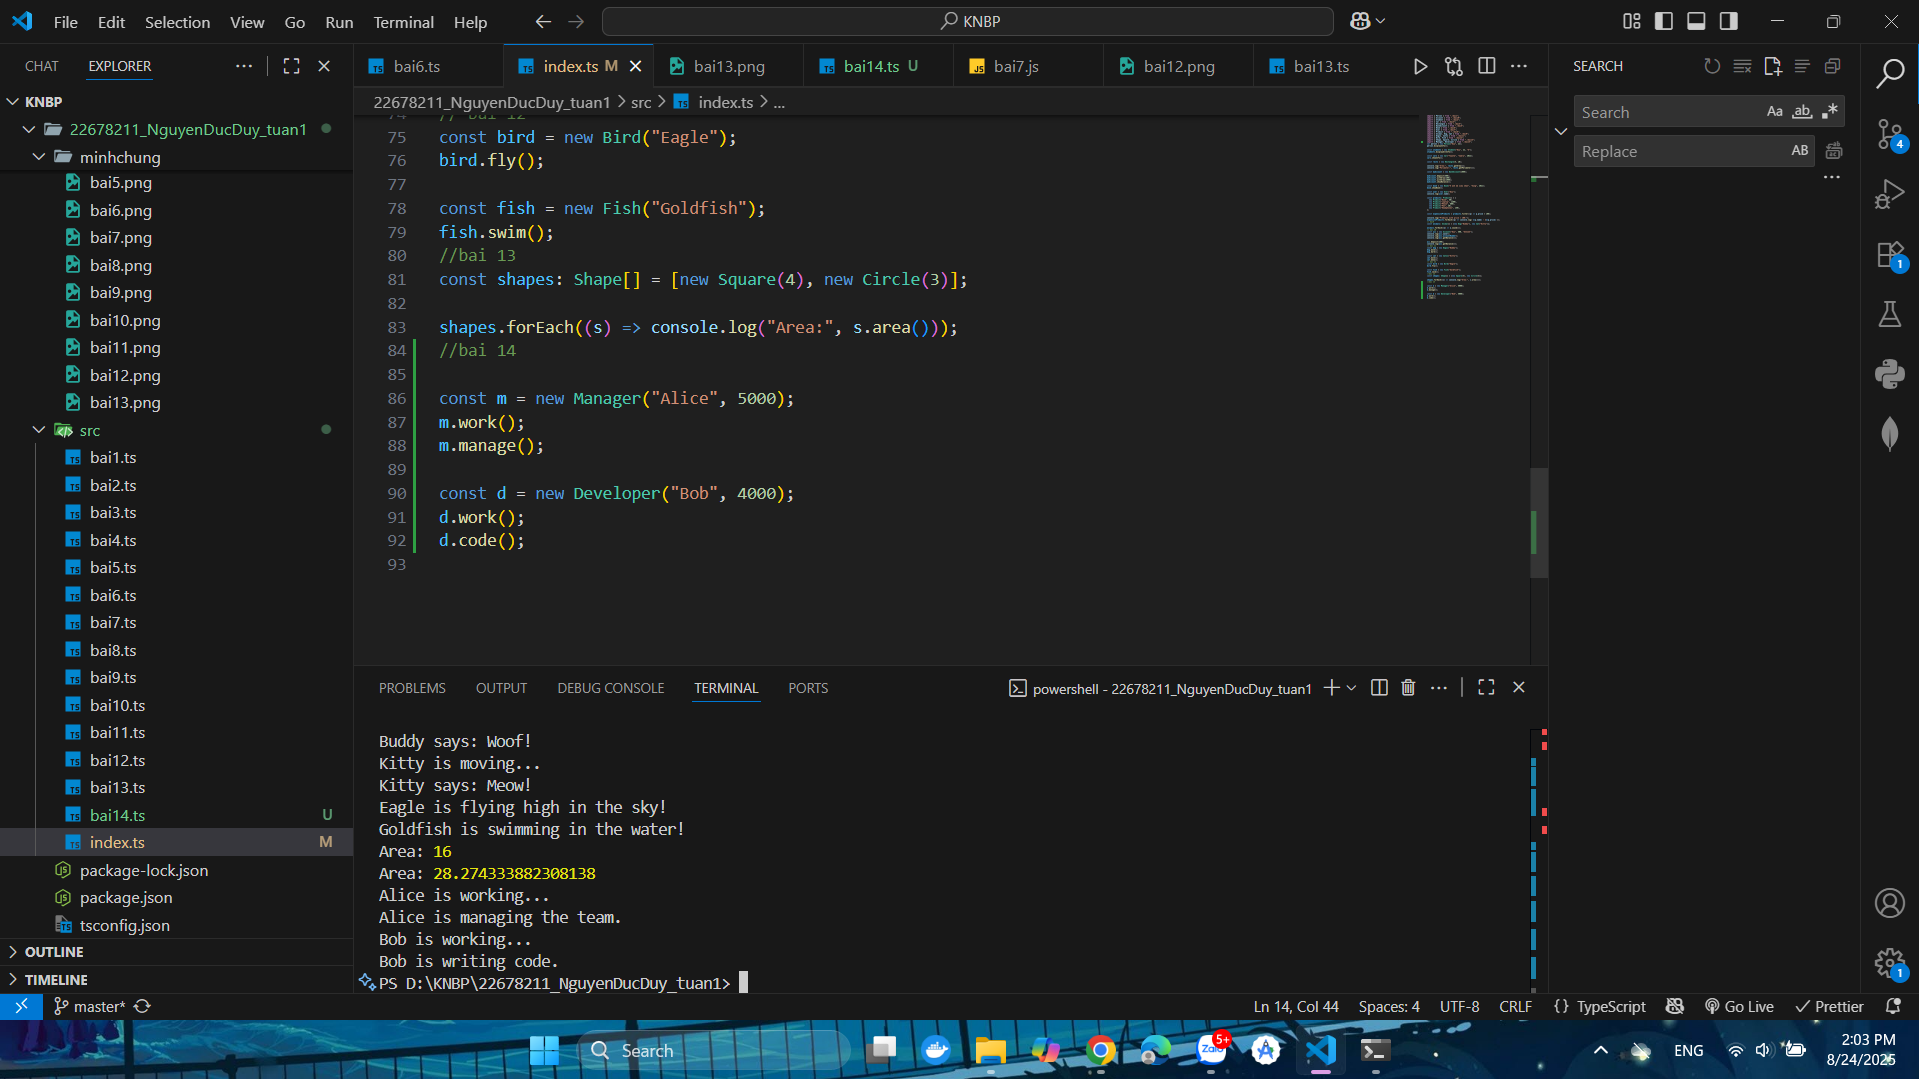 File Edit Selection View Go Run Terminal Help
KNBP
CHAT EXPLORER
KNBP
22678211_NguyenDucDuy_tuan1
minhchung
bai5.png
bai6.png
bai7.png
bai8.png
bai9.png
bai10.png
bai11.png
bai12.png
bai13.png
src
bai1.ts
bai2.ts
bai3.ts
bai4.ts
bai5.ts
bai6.ts
bai7.ts
bai8.ts
bai9.ts
bai10.ts
bai11.ts
bai12.ts
bai13.ts
bai14.ts U
index.ts M
package-lock.json
package.json
tsconfig.json
OUTLINE
TIMELINE
bai6.ts index.ts M bai13.png bai14.ts U bai7.js bai12.png bai13.ts
22678211_NguyenDucDuy_tuan1 > src > index.ts > ...
74 // bai 12
75 const bird = new Bird("Eagle");
76 bird.fly();
77
78 const fish = new Fish("Goldfish");
79 fish.swim();
80 //bai 13
81 const shapes: Shape[] = [new Square(4), new Circle(3)];
82
83 shapes.forEach((s) => console.log("Area:", s.area()));
84 //bai 14
85
86 const m = new Manager("Alice", 5000);
87 m.work();
88 m.manage();
89
90 const d = new Developer("Bob", 4000);
91 d.work();
92 d.code();
93
PROBLEMS OUTPUT DEBUG CONSOLE TERMINAL PORTS
powershell - 22678211_NguyenDucDuy_tuan1
Buddy says: Woof!
Kitty is moving...
Kitty says: Meow!
Eagle is flying high in the sky!
Goldfish is swimming in the water!
Area: 16
Area: 28.274333882308138
Alice is working...
Alice is managing the team.
Bob is working...
Bob is writing code.
PS D:\KNBP\22678211_NguyenDucDuy_tuan1>
SEARCH
Search Aa ab .*
Replace AB
4
1
1
master* Ln 14, Col 44 Spaces: 4 UTF-8 CRLF {} TypeScript Go Live Prettier
Search
Zalo 5+
ENG
2:03 PM
8/24/2025